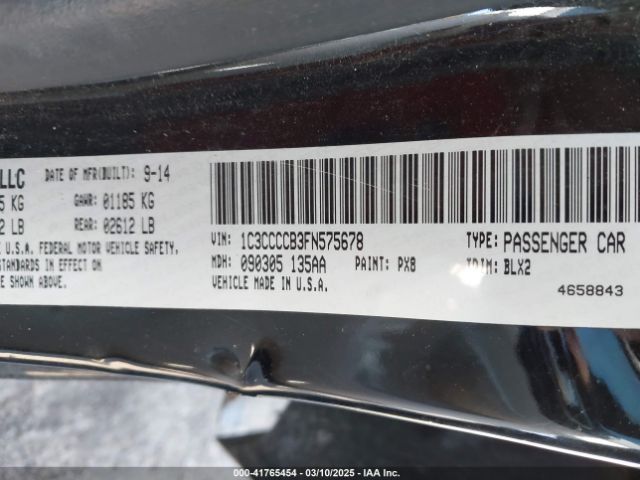 LLC DATE OF MFR(BUILT): 9-14
5 KG GAWR: 01185 KG
2 LB REAR: 02612 LB
E U.S.A. FEDERAL MOTOR VEHICLE SAFETY,
STANDARDS IN EFFECT ON
E SHOWN ABOVE.
VIN: 1C3CCCCB3FN575678 TYPE: PASSENGER CAR
MDH: 090305 135AA PAINT: PX8 TRIM: BLX2
VEHICLE MADE IN U.S.A. 4658843
000-41765454 — 03/10/2025 — IAA Inc.